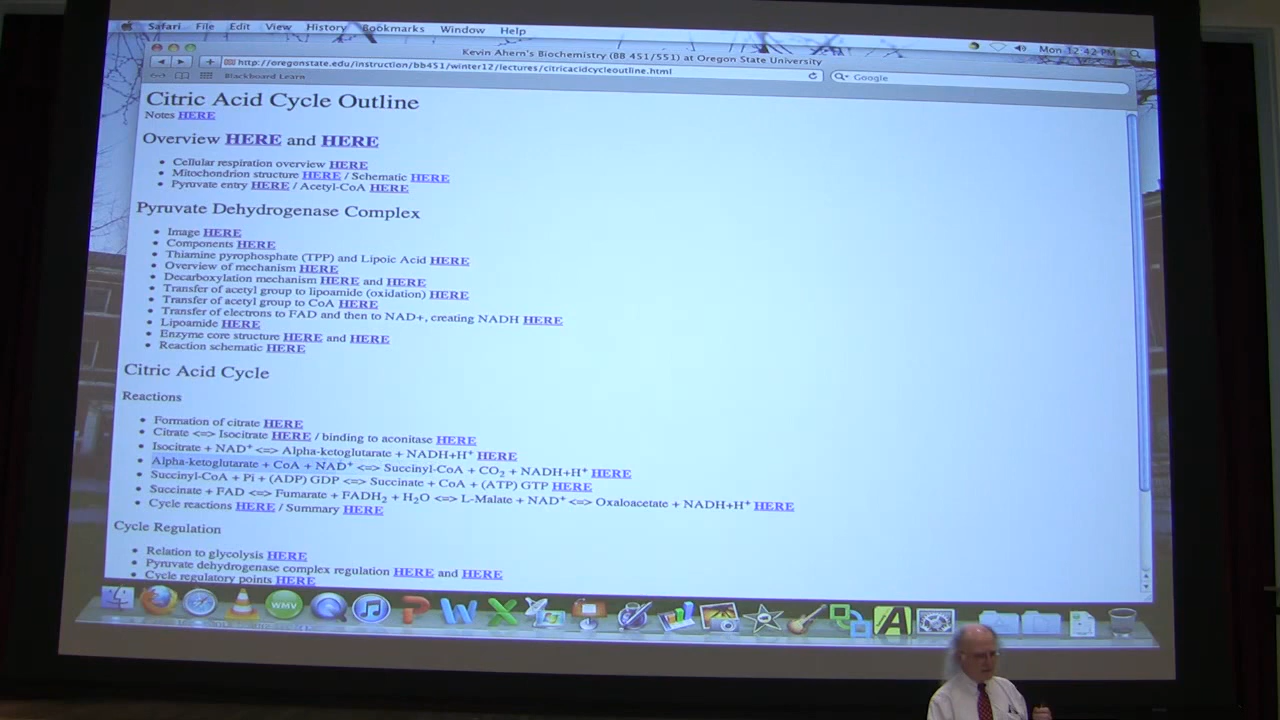 Safari File Edit View History Bookmarks Window Help Mon 12:42 PM
Kevin Ahern's Biochemistry (BB 451/551) at Oregon State University
http://oregonstate.edu/instruction/bb451/winter12/lectures/citricacidcycleoutline.html Google
Blackboard Learn
Citric Acid Cycle Outline
Notes HERE
Overview HERE and HERE
• Cellular respiration overview HERE
• Mitochondrion structure HERE / Schematic HERE
• Pyruvate entry HERE / Acetyl-CoA HERE
Pyruvate Dehydrogenase Complex
• Image HERE
• Components HERE
• Thiamine pyrophosphate (TPP) and Lipoic Acid HERE
• Overview of mechanism HERE
• Decarboxylation mechanism HERE and HERE
• Transfer of acetyl group to lipoamide (oxidation) HERE
• Transfer of acetyl group to CoA HERE
• Transfer of electrons to FAD and then to NAD+, creating NADH HERE
• Lipoamide HERE
• Enzyme core structure HERE and HERE
• Reaction schematic HERE
Citric Acid Cycle
Reactions
• Formation of citrate HERE
• Citrate <=> Isocitrate HERE / binding to aconitase HERE
• Isocitrate + NAD⁺ <=> Alpha-ketoglutarate + NADH+H⁺ HERE
• Alpha-ketoglutarate + CoA + NAD⁺ <=> Succinyl-CoA + CO₂ + NADH+H⁺ HERE
• Succinyl-CoA + Pi + (ADP) GDP <=> Succinate + CoA + (ATP) GTP HERE
• Succinate + FAD <=> Fumarate + FADH₂ + H₂O <=> L-Malate + NAD⁺ <=> Oxaloacetate + NADH+H⁺ HERE
• Cycle reactions HERE / Summary HERE
Cycle Regulation
• Relation to glycolysis HERE
• Pyruvate dehydrogenase complex regulation HERE and HERE
• Cycle regulatory points HERE
WMV